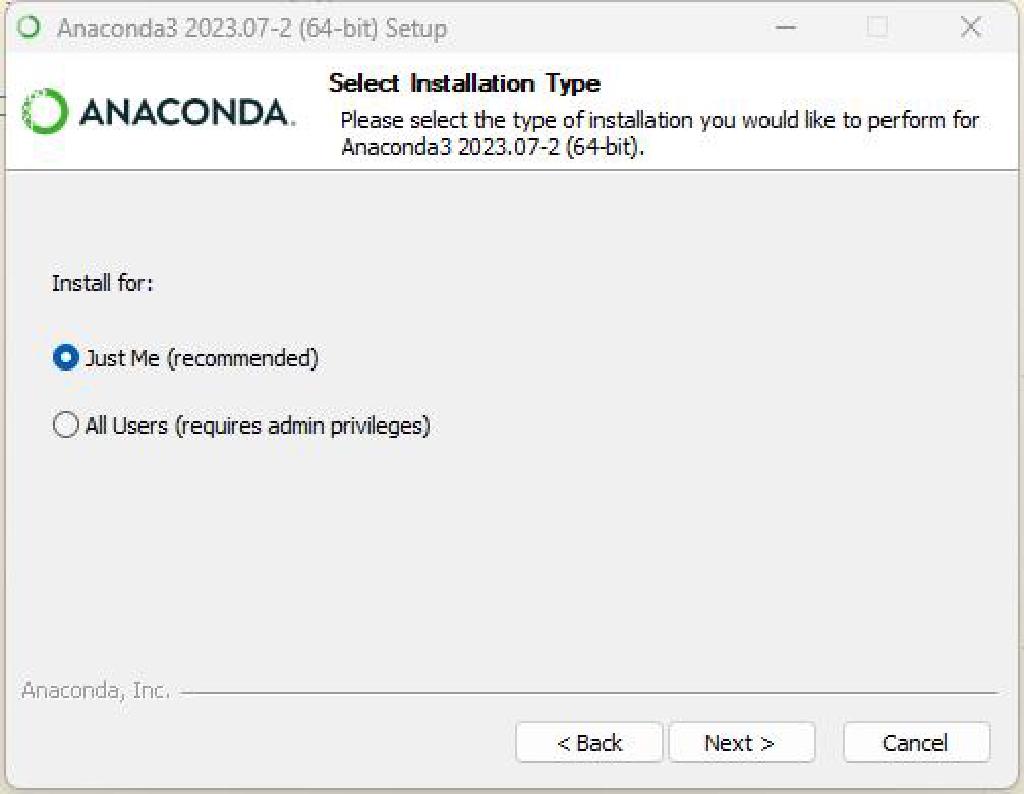 Anaconda3 2023.07-2 (64-bit) Setup
ANACONDA.
Select Installation Type
Please select the type of installation you would like to perform for
Anaconda3 2023.07-2 (64-bit).
Install for:
Just Me (recommended)
All Users (requires admin privileges)
Anaconda, Inc.
< Back
Next >
Cancel